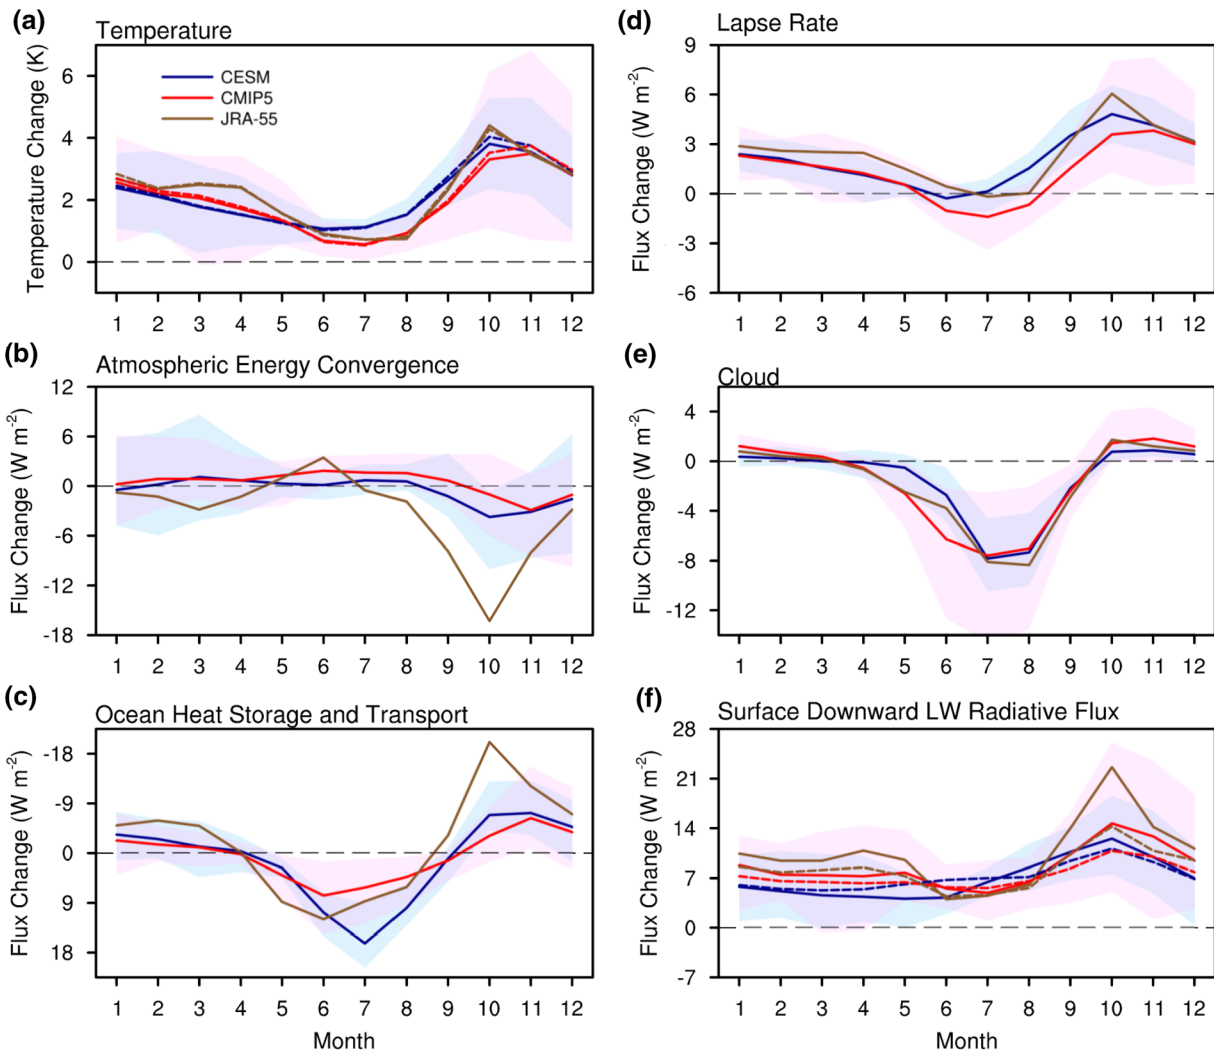 (a) Temperature
Temperature Change (K)
CESM
CMIP5
JRA-55
6
4
2
0
1 2 3 4 5 6 7 8 9 10 11 12
(b) Atmospheric Energy Convergence
Flux Change (W m-2)
12
6
0
-6
-12
-18
1 2 3 4 5 6 7 8 9 10 11 12
(c) Ocean Heat Storage and Transport
Flux Change (W m-2)
-18
-9
0
9
18
1 2 3 4 5 6 7 8 9 10 11 12
Month
(d) Lapse Rate
Flux Change (W m-2)
9
6
3
0
-3
-6
1 2 3 4 5 6 7 8 9 10 11 12
(e) Cloud
Flux Change (W m-2)
4
0
-4
-8
-12
1 2 3 4 5 6 7 8 9 10 11 12
(f) Surface Downward LW Radiative Flux
Flux Change (W m-2)
28
21
14
7
0
-7
1 2 3 4 5 6 7 8 9 10 11 12
Month